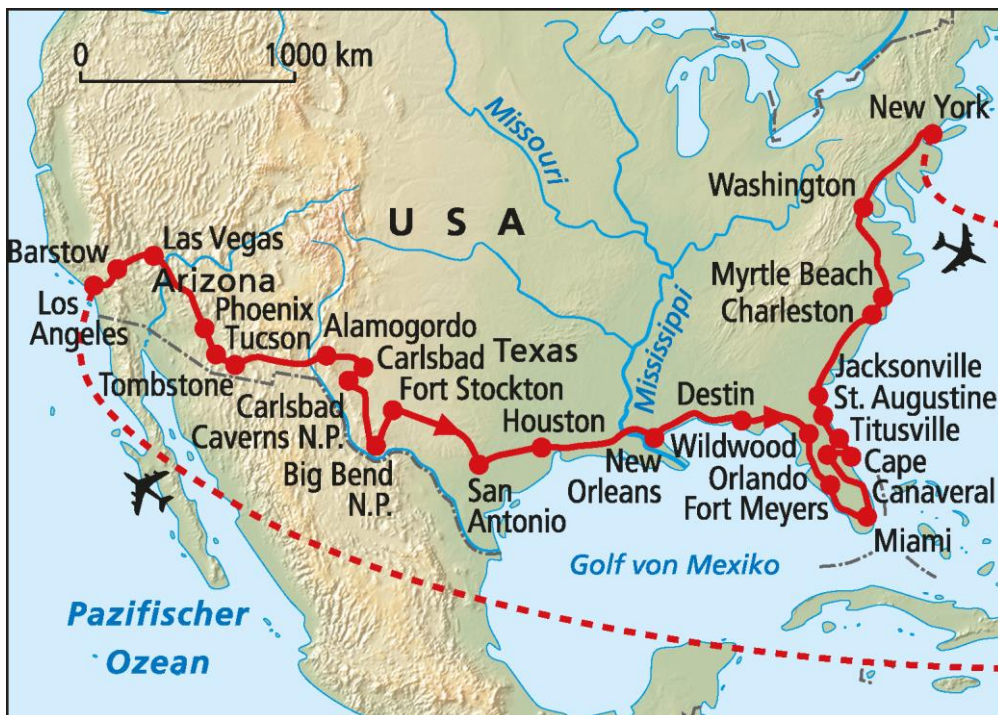 0 1000 km
Missouri
New York
Washington
USA
Las Vegas
Barstow
Arizona
Los
Angeles
Phoenix
Tucson
Tombstone
Alamogordo
Carlsbad
Texas
Fort Stockton
Carlsbad
Caverns N.P.
Big Bend
N.P.
Houston
San
Antonio
Mississippi
New
Orleans
Destin
Myrtle Beach
Charleston
Jacksonville
St. Augustine
Titusville
Cape
Canaveral
Wildwood
Orlando
Fort Meyers
Miami
Golf von Mexiko
Pazifischer
Ozean